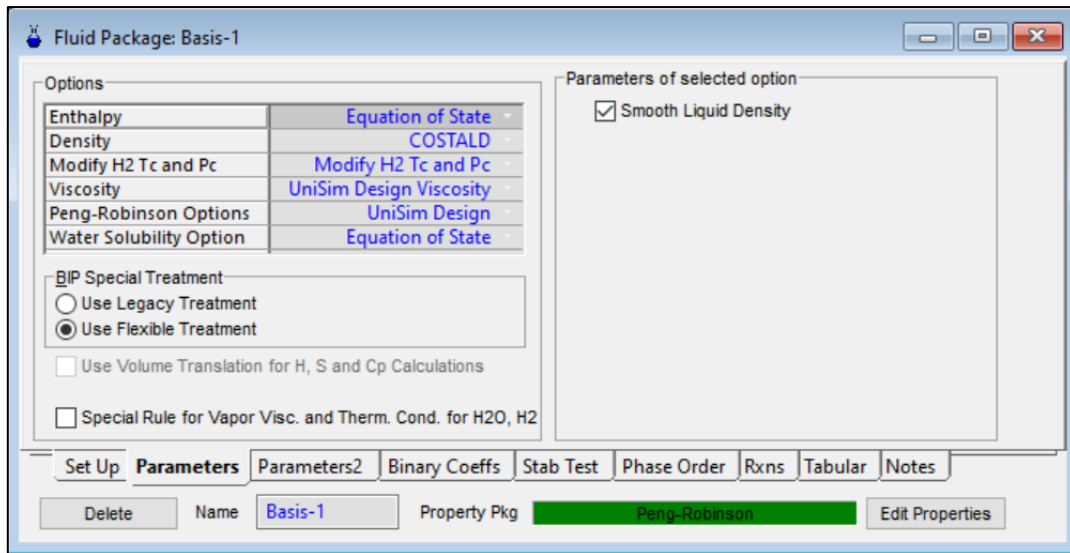 Fluid Package: Basis-1
Options
Enthalpy Equation of State
Density COSTALD
Modify H2 Tc and Pc Modify H2 Tc and Pc
Viscosity UniSim Design Viscosity
Peng-Robinson Options UniSim Design
Water Solubility Option Equation of State
BIP Special Treatment
Use Legacy Treatment
Use Flexible Treatment
Use Volume Translation for H, S and Cp Calculations
Special Rule for Vapor Visc. and Therm. Cond. for H2O, H2
Parameters of selected option
Smooth Liquid Density
Set Up Parameters Parameters2 Binary Coeffs Stab Test Phase Order Rxns Tabular Notes
Delete Name Basis-1 Property Pkg Peng-Robinson Edit Properties